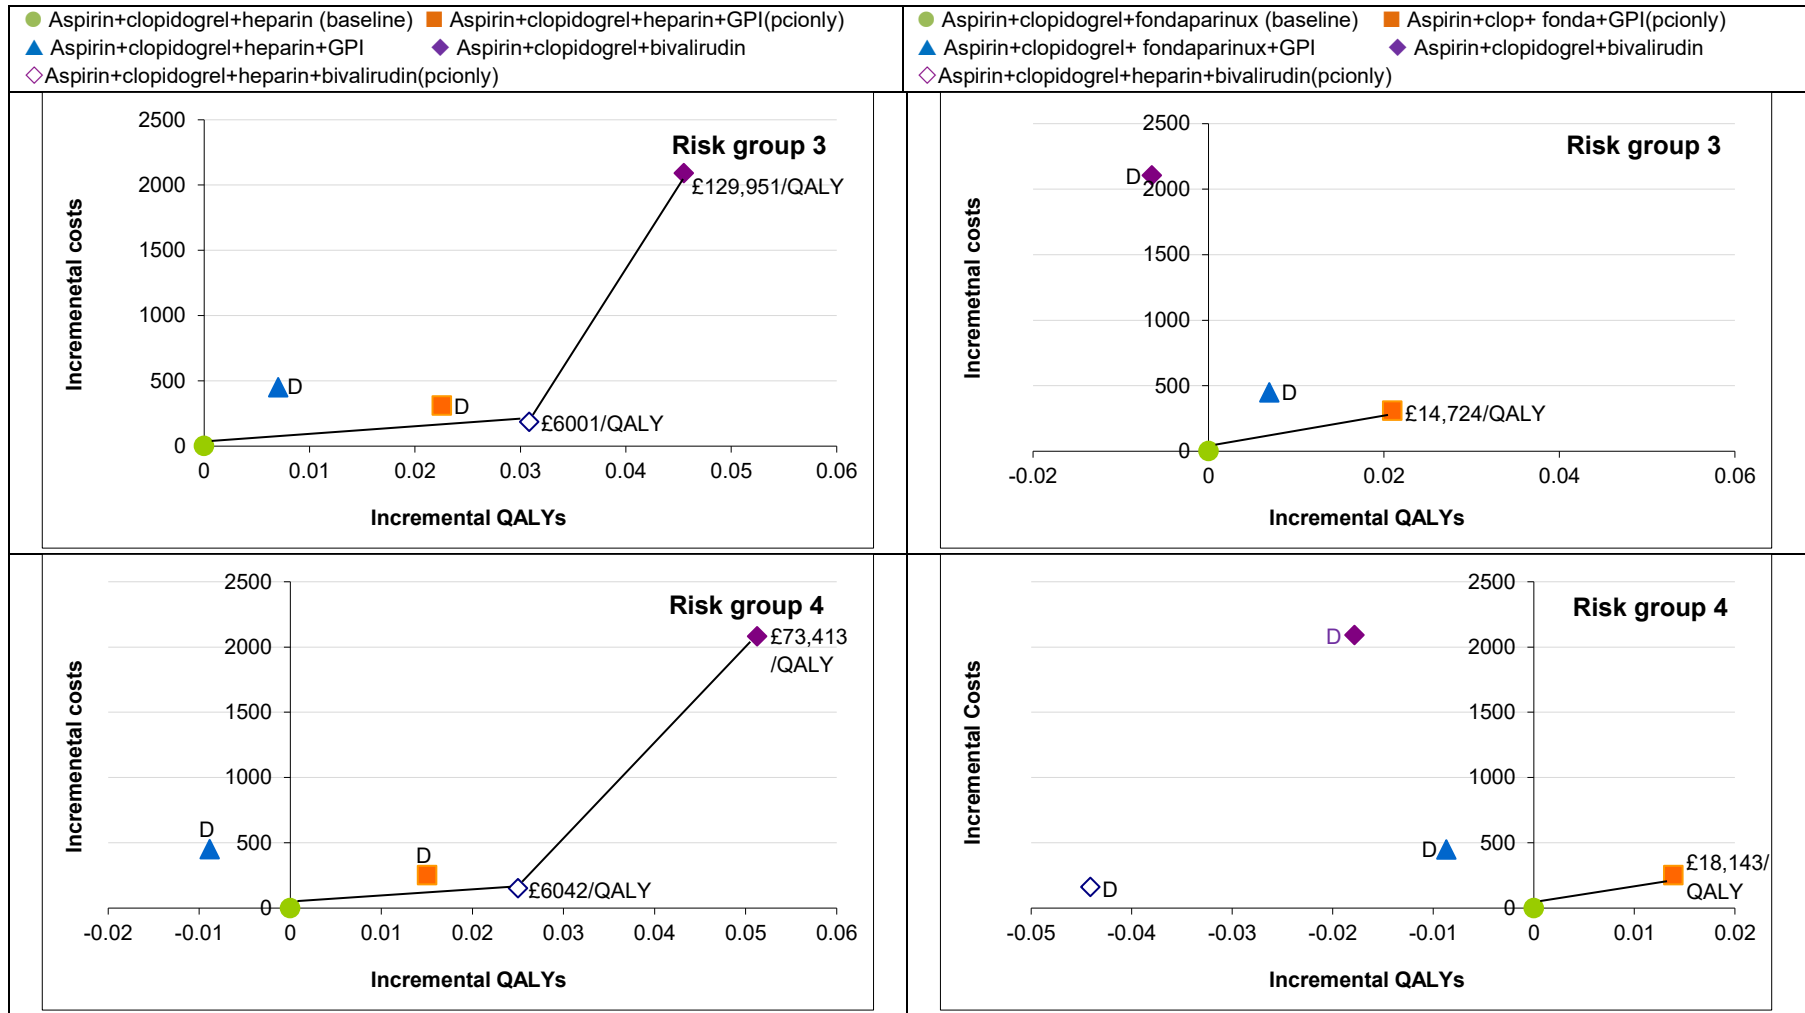 Aspirin+clopidogrel+heparin (baseline) Aspirin+clopidogrel+heparin+GPI(pcionly)
Aspirin+clopidogrel+heparin+GPI Aspirin+clopidogrel+bivalirudin
Aspirin+clopidogrel+heparin+bivalirudin(pcionly)
Aspirin+clopidogrel+fondaparinux (baseline) Aspirin+clop+ fonda+GPI(pcionly)
Aspirin+clopidogrel+ fondaparinux+GPI Aspirin+clopidogrel+bivalirudin
Aspirin+clopidogrel+heparin+bivalirudin(pcionly)
Risk group 3
Incremenetal costs
2500
2000
1500
1000
500
0
£129,951/QALY
D
D
£6001/QALY
0 0.01 0.02 0.03 0.04 0.05 0.06
Incremental QALYs
Risk group 3
Incremetnal costs
2500
2000
1500
1000
500
0
D
D
£14,724/QALY
-0.02 0 0.02 0.04 0.06
Incremental QALYs
Risk group 4
Incremenetal costs
2500
2000
1500
1000
500
0
£73,413
/QALY
D
D
£6042/QALY
-0.02 -0.01 0 0.01 0.02 0.03 0.04 0.05 0.06
Incremental QALYs
Risk group 4
Incremental Costs
2500
2000
1500
1000
500
0
D
D
D
£18,143/
QALY
-0.05 -0.04 -0.03 -0.02 -0.01 0 0.01 0.02
Incremental QALYs